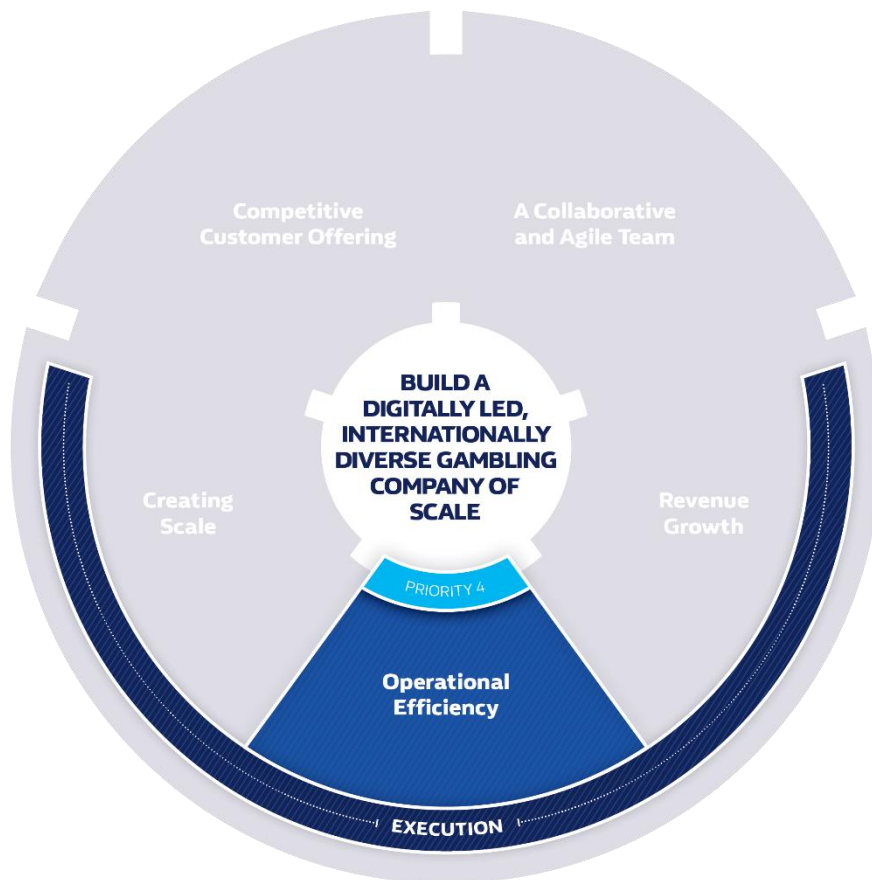 Competitive
Customer Offering
A Collaborative
and Agile Team
BUILD A
DIGITALLY LED,
INTERNATIONALLY
DIVERSE GAMBLING
COMPANY OF
SCALE
Creating
Scale
Revenue
Growth
PRIORITY 4
Operational
Efficiency
EXECUTION